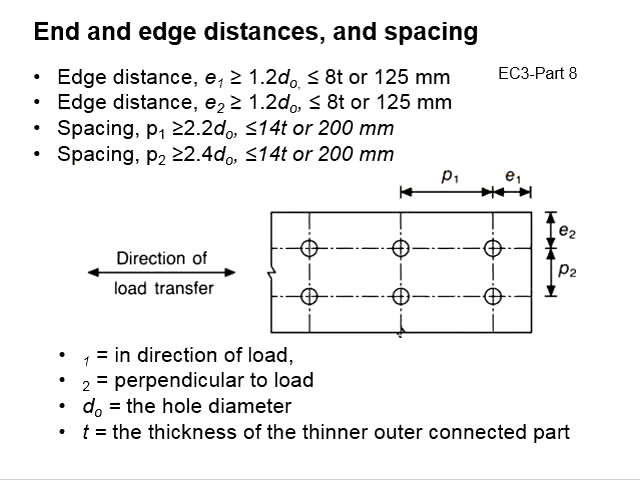 End and edge distances, and spacing
• Edge distance, e₁ ≥ 1.2dₒ, ≤ 8t or 125 mm
EC3-Part 8
• Edge distance, e₂ ≥ 1.2dₒ, ≤ 8t or 125 mm
• Spacing, p₁ ≥2.2dₒ, ≤14t or 200 mm
• Spacing, p₂ ≥2.4dₒ, ≤14t or 200 mm
p₁ e₁
e₂
Direction of
p₂
load transfer
• ₁ = in direction of load,
• ₂ = perpendicular to load
• dₒ = the hole diameter
• t = the thickness of the thinner outer connected part